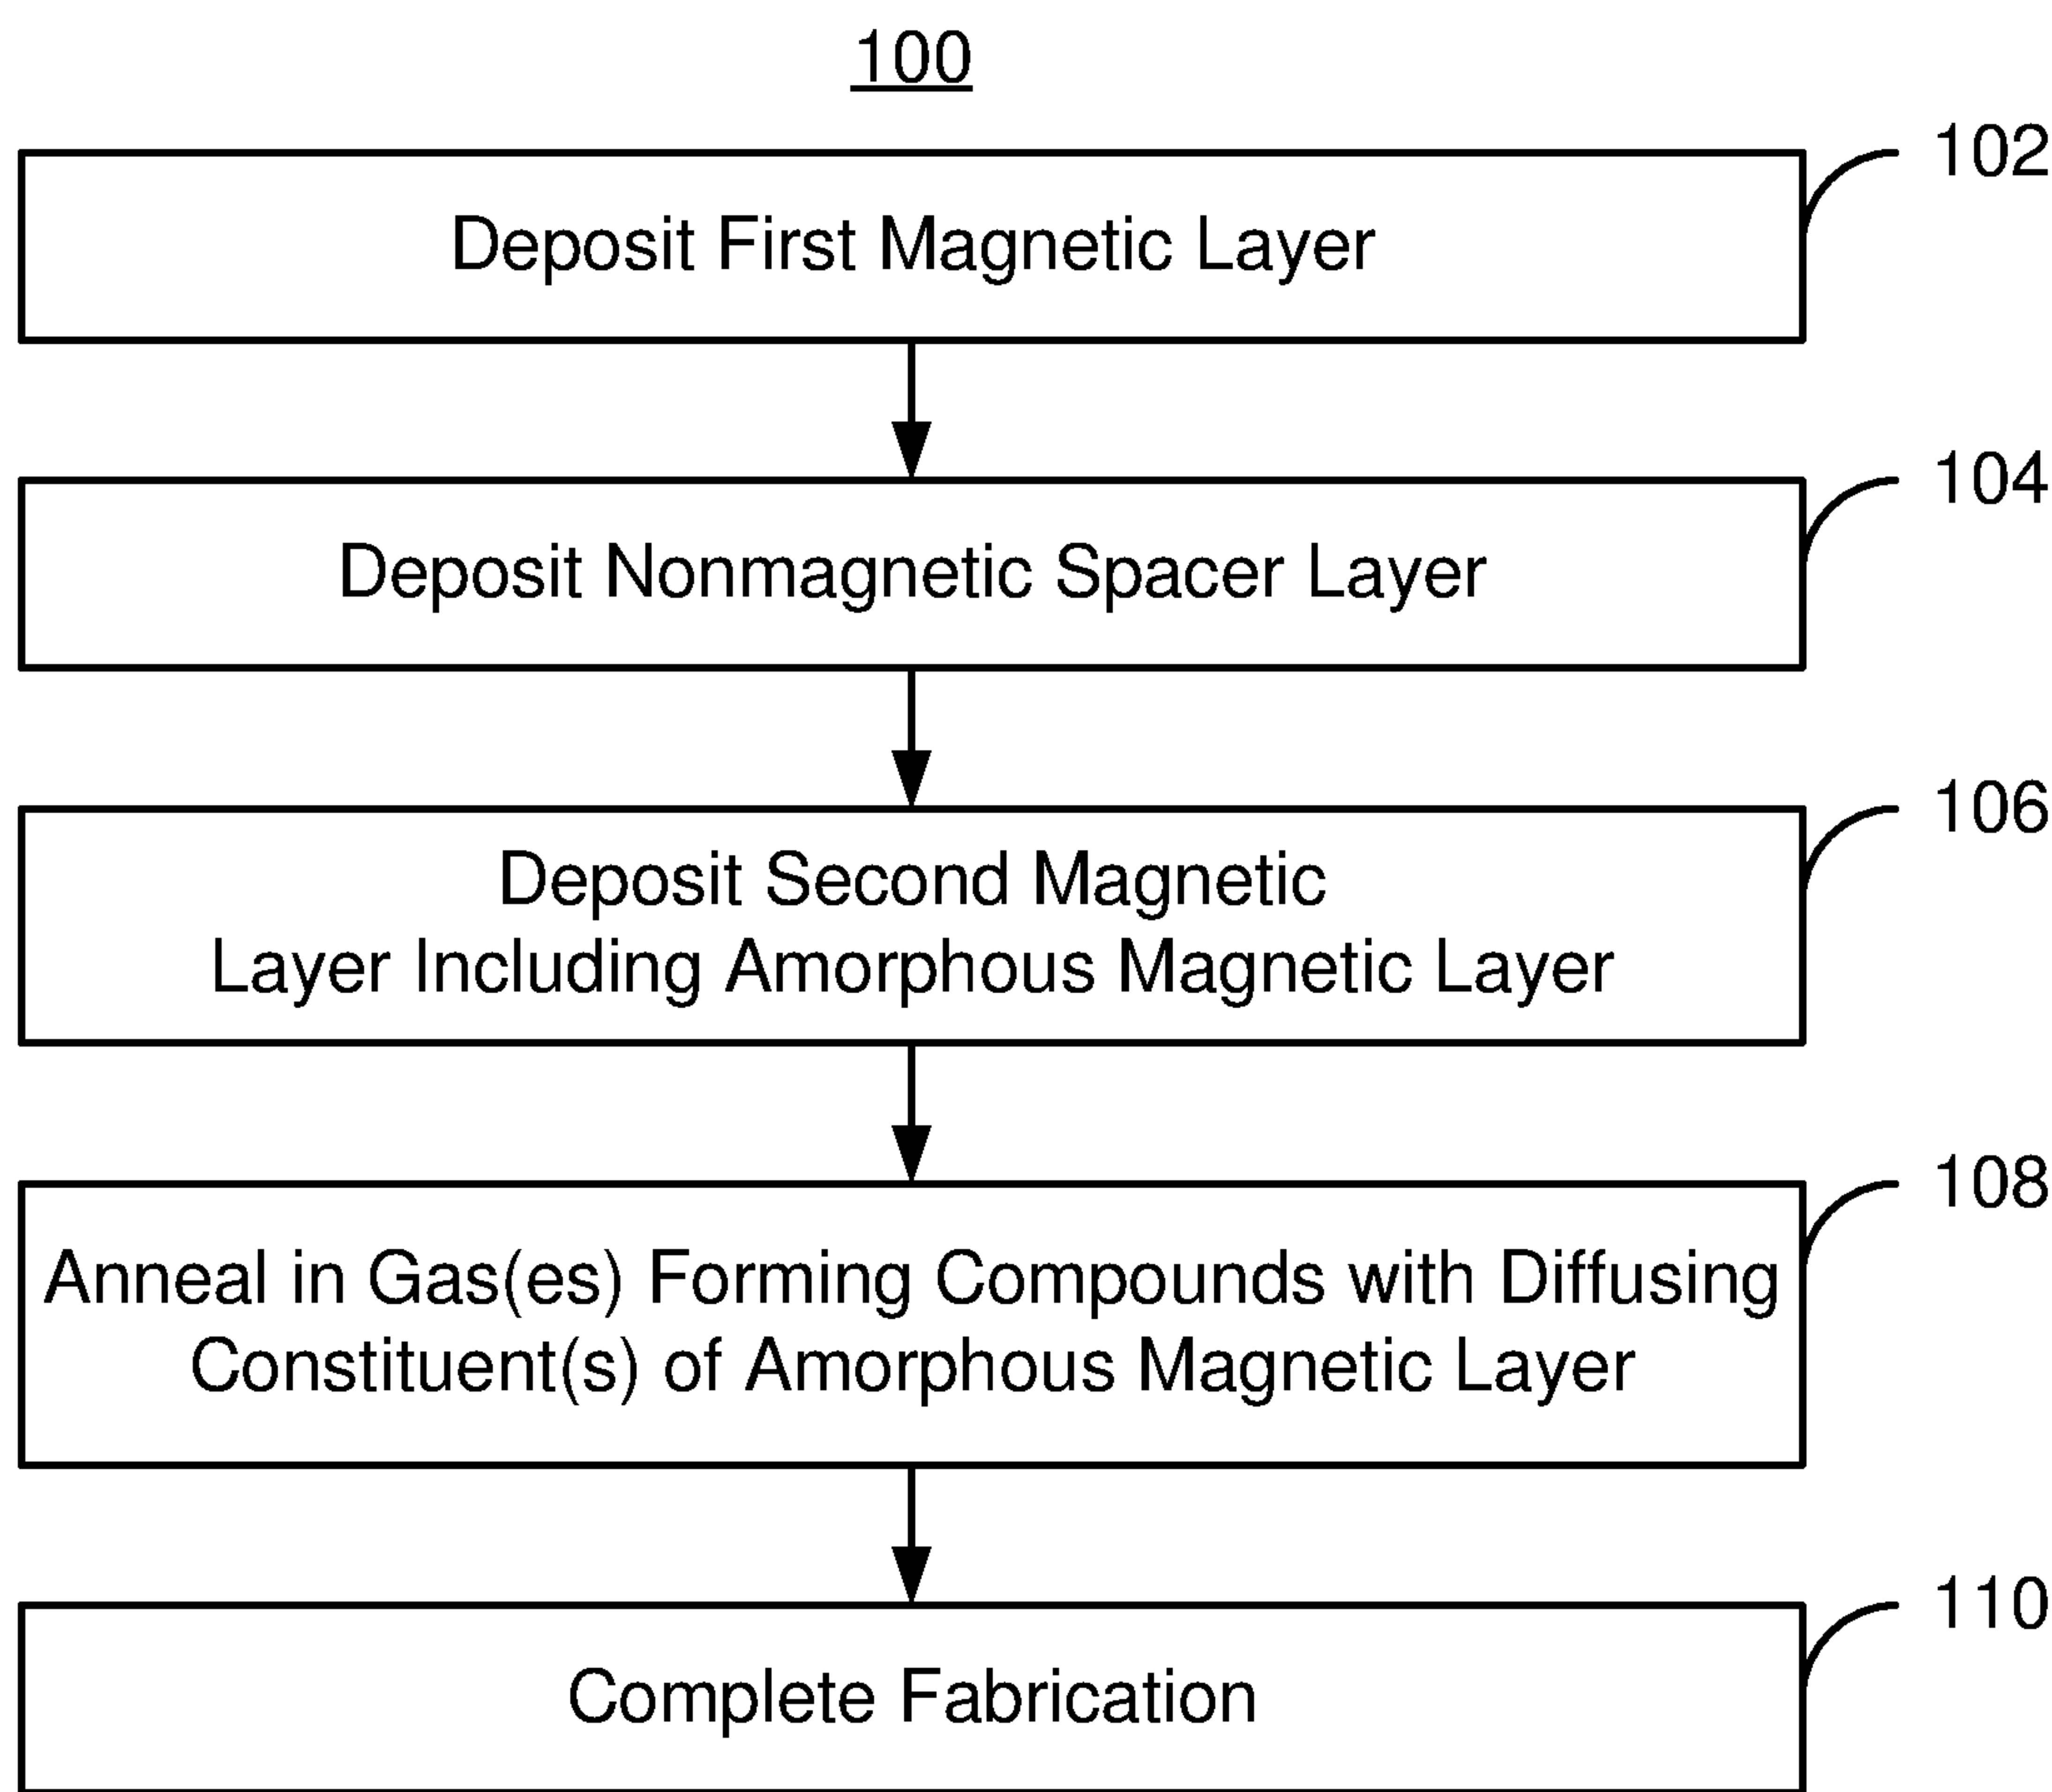 100
102
Deposit First Magnetic Layer
104
Deposit Nonmagnetic Spacer Layer
106
Deposit Second Magnetic
Layer Including Amorphous Magnetic Layer
108
Anneal in Gas(es) Forming Compounds with Diffusing
Constituent(s) of Amorphous Magnetic Layer
110
Complete Fabrication